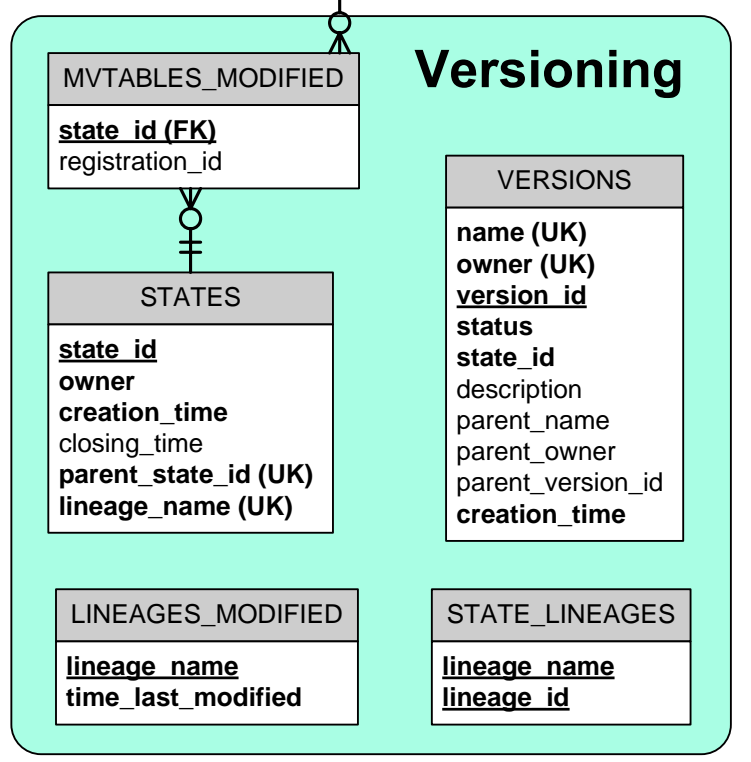 Versioning
MVTABLES_MODIFIED
state_id (FK)
registration_id
STATES
state_id
owner
creation_time
closing_time
parent_state_id (UK)
lineage_name (UK)
VERSIONS
name (UK)
owner (UK)
version_id
status
state_id
description
parent_name
parent_owner
parent_version_id
creation_time
LINEAGES_MODIFIED
lineage_name
time_last_modified
STATE_LINEAGES
lineage_name
lineage_id